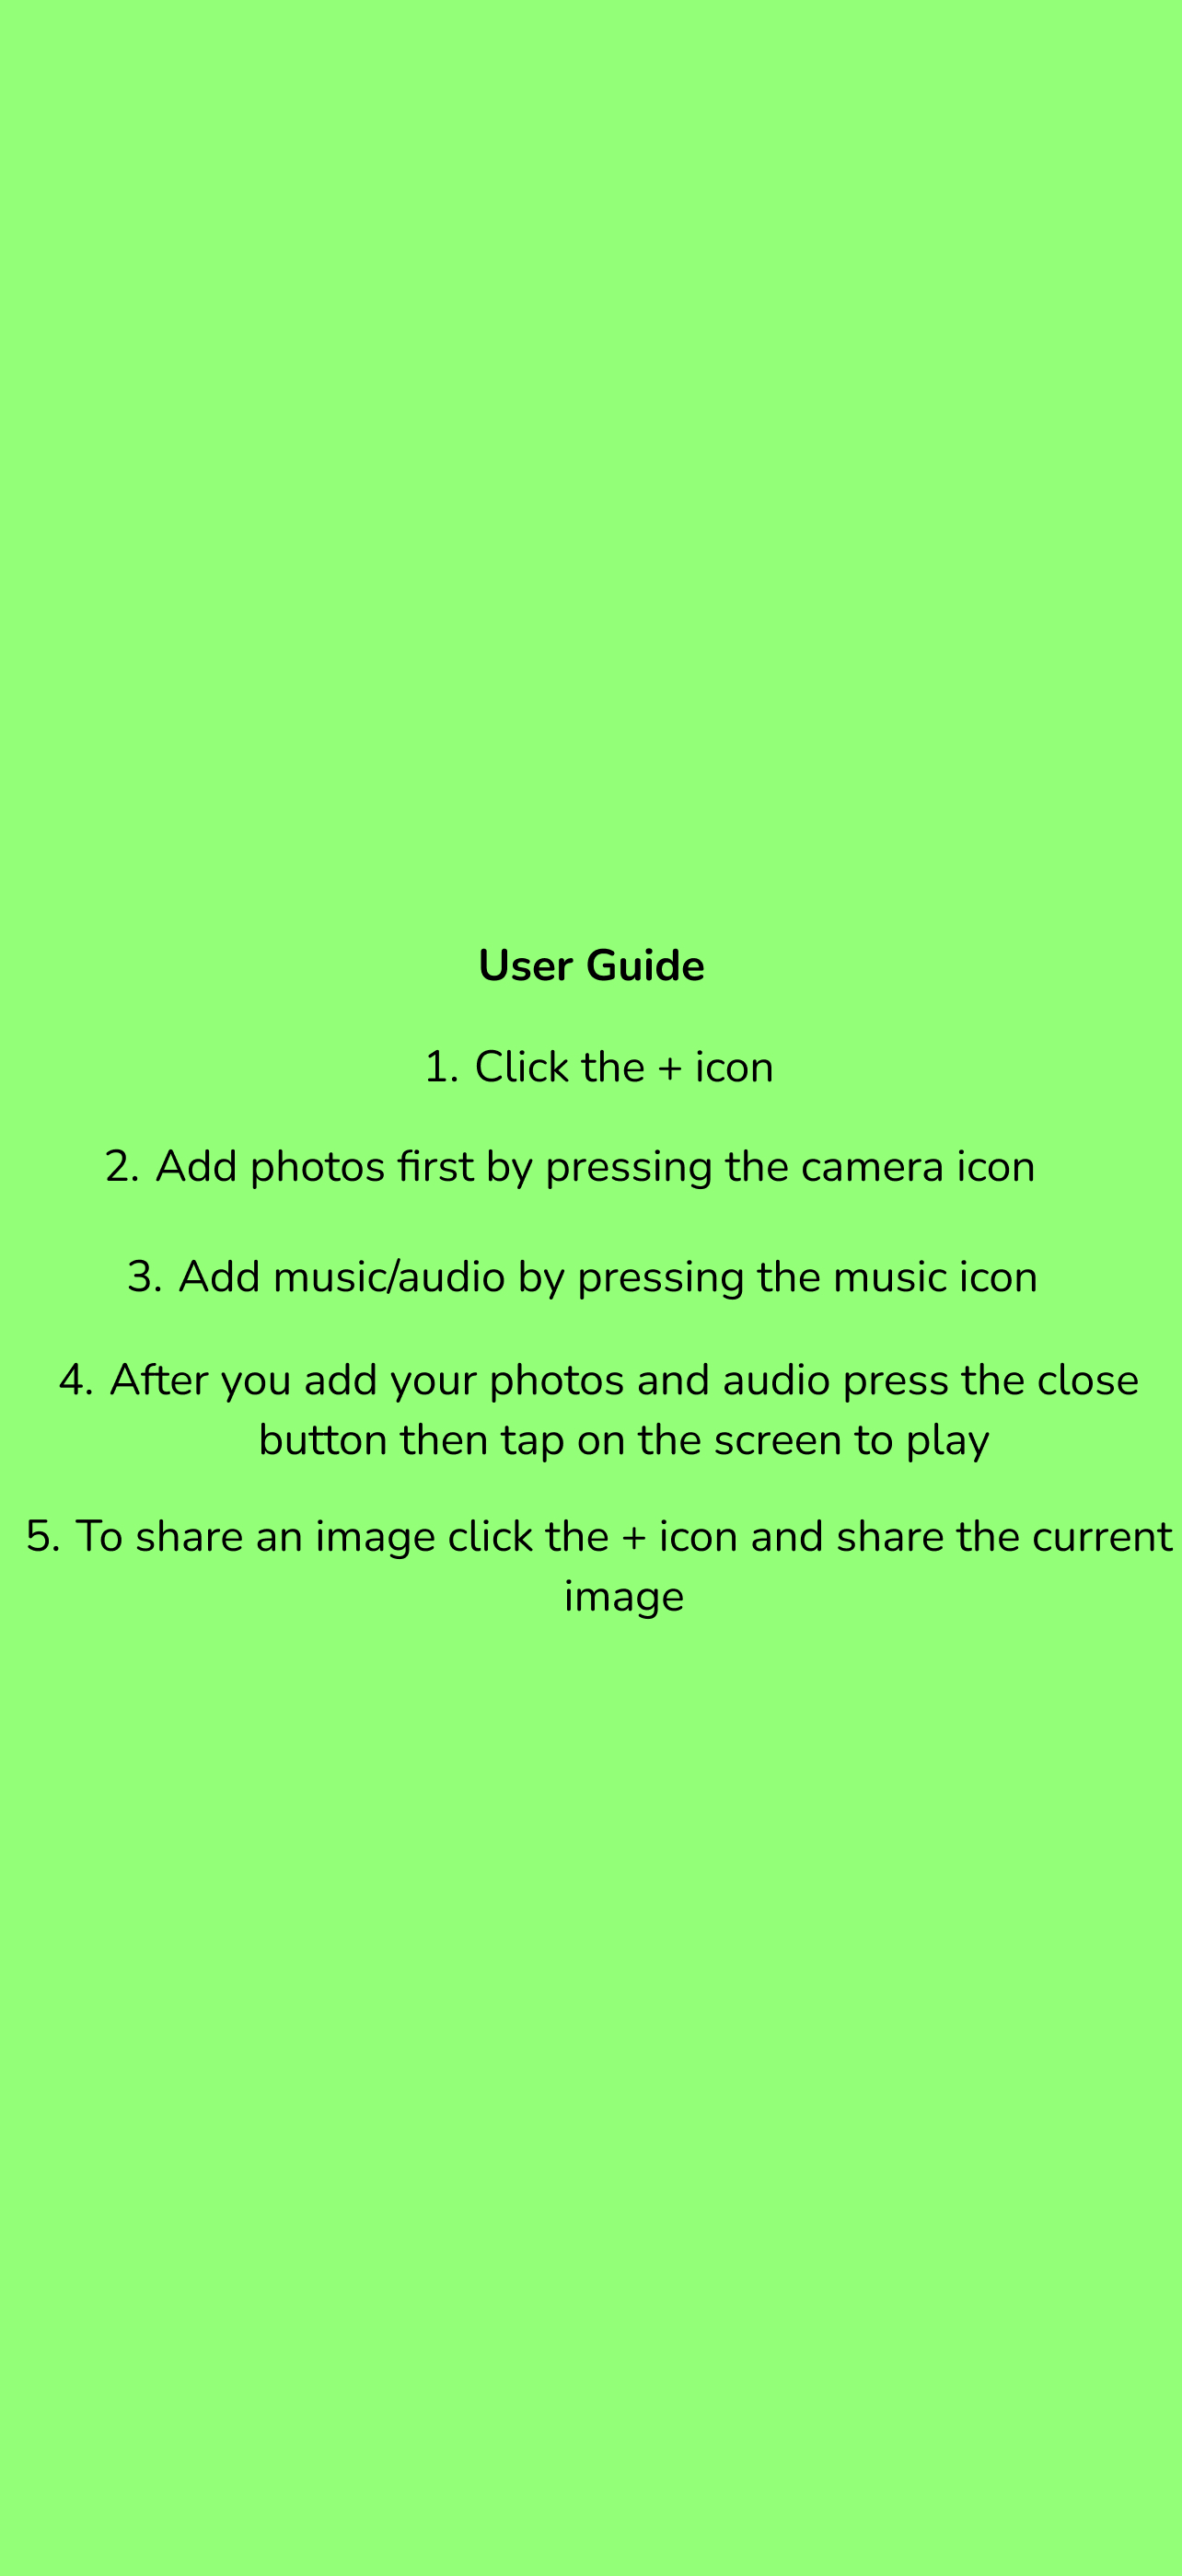 User Guide
1. Click the + icon
2. Add photos first by pressing the camera icon
3. Add music/audio by pressing the music icon
4. After you add your photos and audio press the close
button then tap on the screen to play
5. To share an image click the + icon and share the current
image